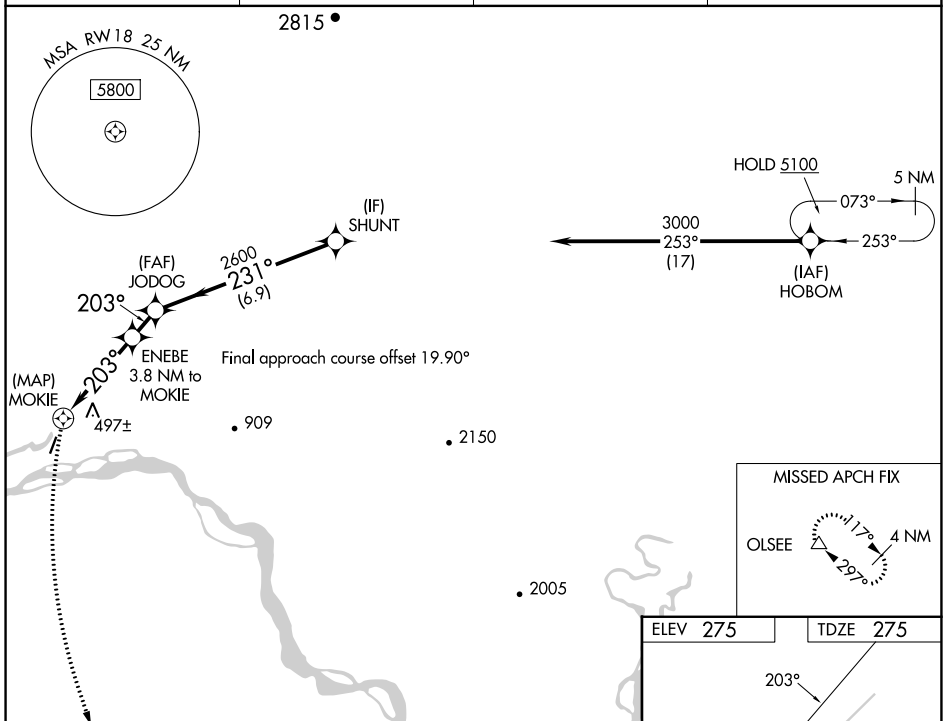 2815
MSA RW18 25 NM
5800
HOLD 5100
5 NM
073°
253°
3000
253°
(17)
(IAF)
HOBOM
(IF)
SHUNT
2600
231°
(6.9)
(FAF)
JODOG
203°
ENEBE
3.8 NM to
MOKIE
Final approach course offset 19.90°
203°
(MAP)
MOKIE
497±
909
2150
2005
MISSED APCH FIX
OLSEE
117°
4 NM
297°
ELEV 275
TDZE 275
203°